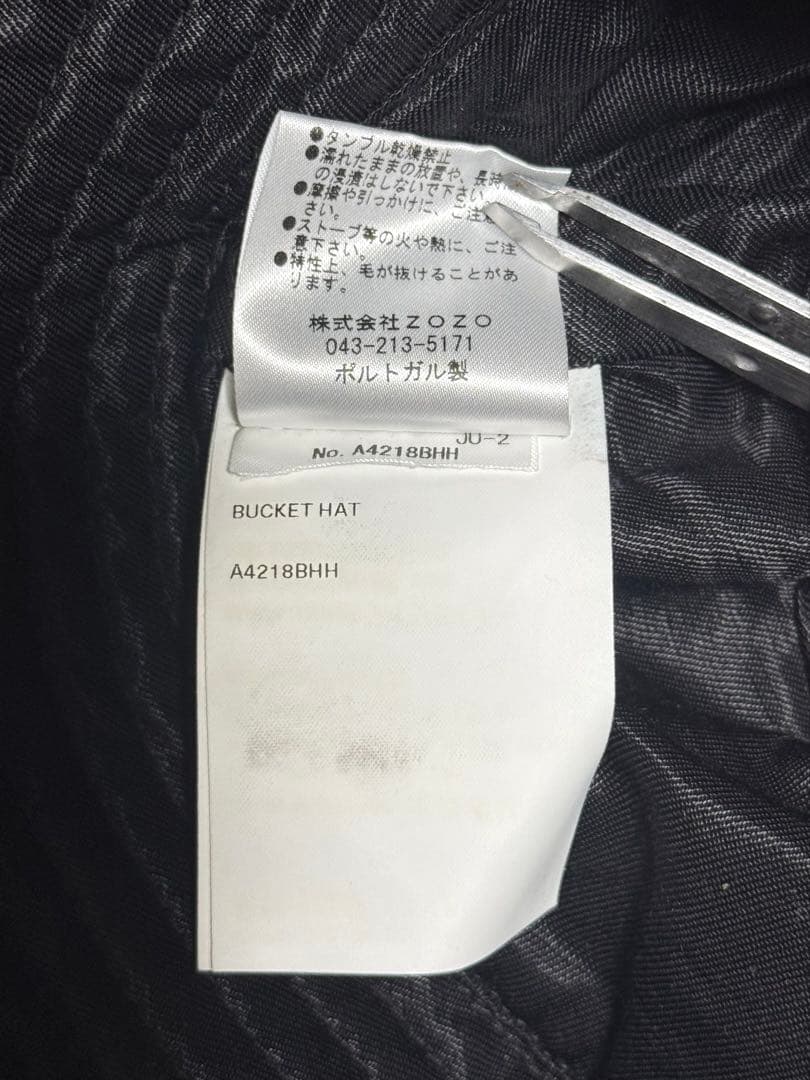 ●タンブル乾燥禁止
●濡れたままの放置や、長時
の浸漬はしないで下さい。
●摩擦や引っかけに、ご注
さい。
●ストーブ等の火や熱に、ご注
意下さい。
●特性上、毛が抜けることがあ
ります。
株式会社ZOZO
043-213-5171
ポルトガル製
JU-2
No. A4218BHH
BUCKET HAT
A4218BHH